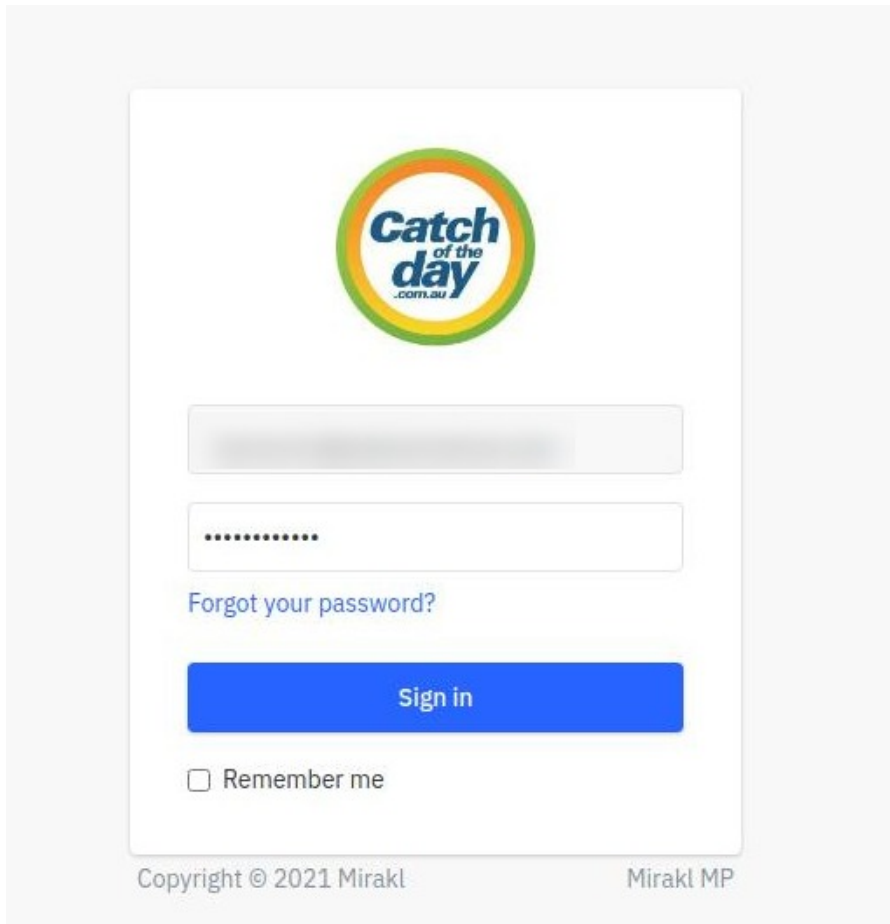 Catch
of the
day
.com.au
••••••••••••
Forgot your password?
Sign in
Remember me
Copyright © 2021 Mirakl
Mirakl MP